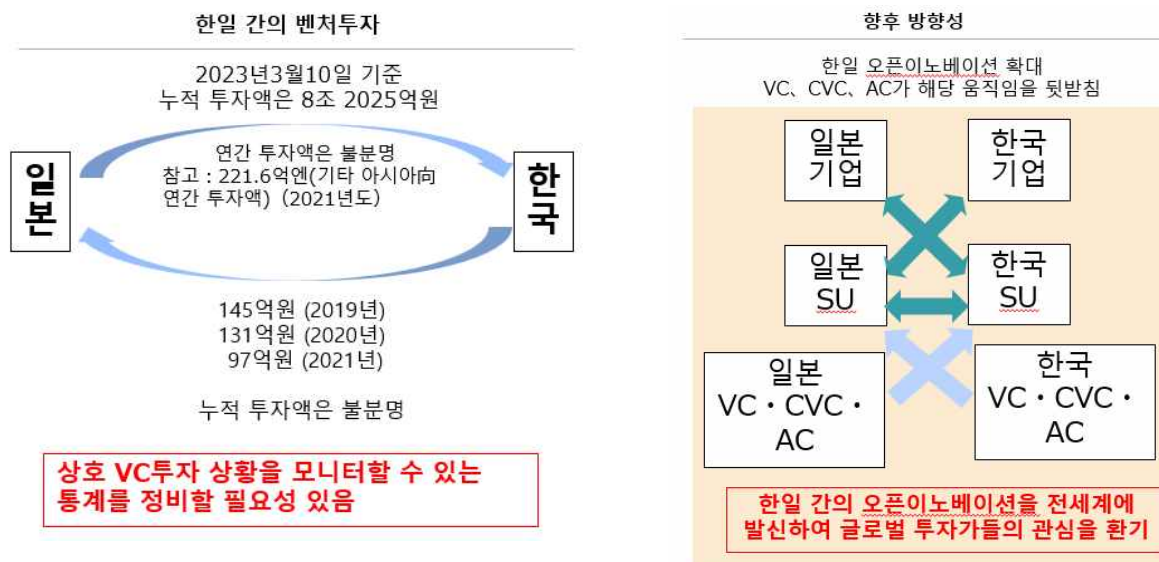 한일 간의 벤처투자
2023년3월10일 기준
누적 투자액은 8조 2025억원
일본
연간 투자액은 불분명
참고 : 221.6억엔(기타 아시아向
연간 투자액) (2021년도)
한국
145억원 (2019년)
131억원 (2020년)
97억원 (2021년)
누적 투자액은 불분명
상호 VC투자 상황을 모니터할 수 있는
통계를 정비할 필요성 있음
향후 방향성
한일 오픈이노베이션 확대
VC、CVC、AC가 해당 움직임을 뒷받침
일본
기업
한국
기업
일본
SU
한국
SU
일본
VC・CVC・
AC
한국
VC・CVC・
AC
한일 간의 오픈이노베이션을 전세계에
발신하여 글로벌 투자가들의 관심을 환기